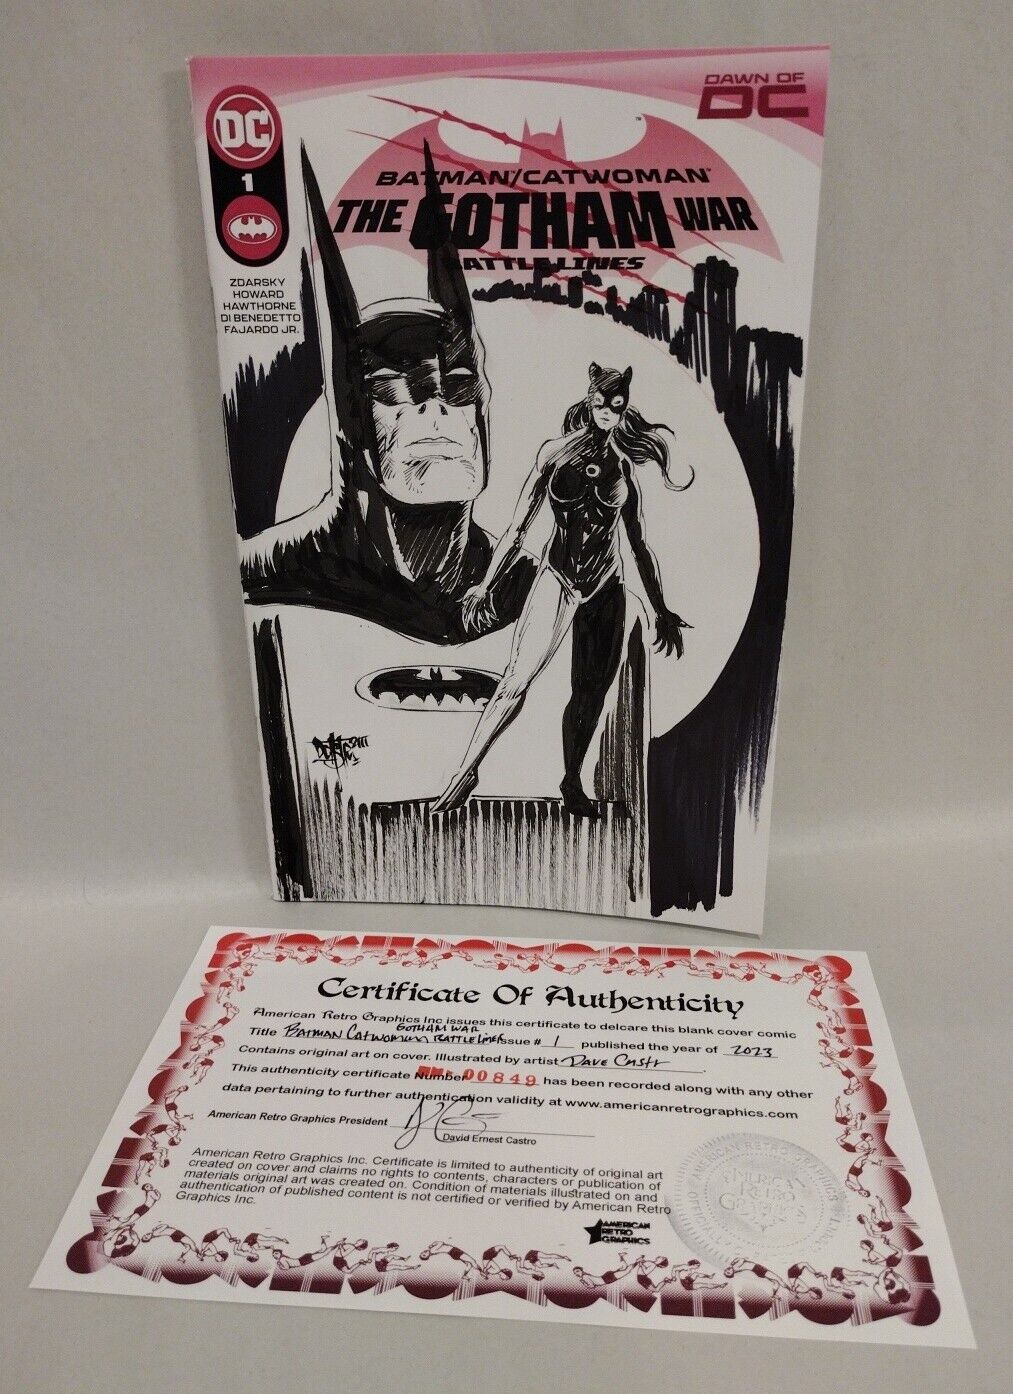 DAWN OF
DC
DC
1
BATMAN/CATWOMAN™
THE GOTHAM WAR
BATTLE LINES
ZDARSKY
HOWARD
HAWTHORNE
DI BENEDETTO
FAJARDO JR.
Certificate Of Authenticity
American Retro Graphics Inc issues this certificate to delcare this blank cover comic
GOTHAM WAR
Title BATMAN CATWOMAN BATTLE LINES Issue # 1 published the year of 2023
Contains original art on cover. Illustrated by artist DAVE CASTR
This authenticity certificate Number 00849 has been recorded along with any other
data pertaining to further authentication validity at www.americanretrographics.com
American Retro Graphics President
David Ernest Castro
American Retro Graphics Inc. Certificate is limited to authenticity of original art
created on cover and claims no rights to contents, characters or publication of
materials original art was created on. Condition of materials illustrated on and
authentication of published content is not certified or verified by American Retro
Graphics Inc.
AMERICAN
RETRO
GRAPHICS
AMERICAN
RETRO